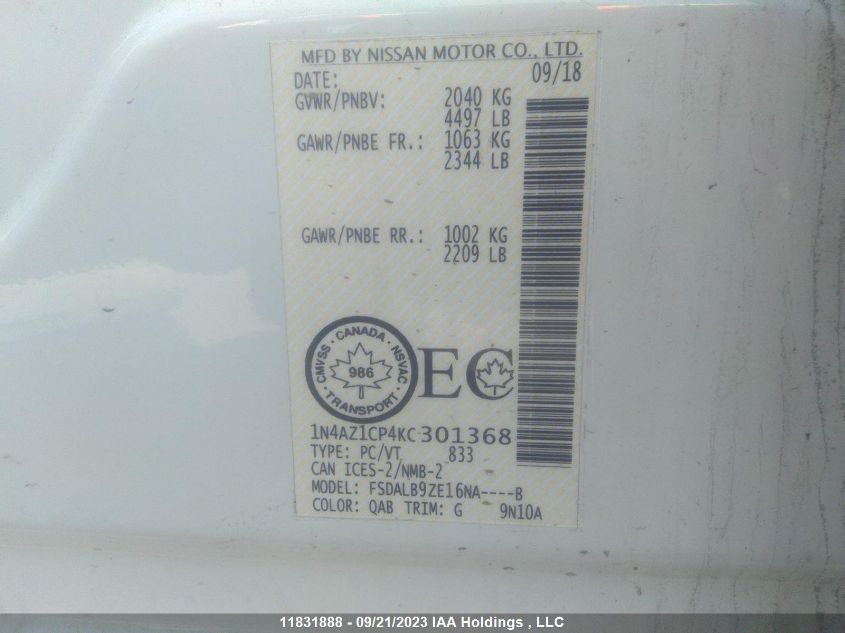 MFD BY NISSAN MOTOR CO., LTD.
DATE: 09/18
GVWR/PNBV: 2040 KG
4497 LB
GAWR/PNBE FR.: 1063 KG
2344 LB
GAWR/PNBE RR.: 1002 KG
2209 LB
CMVSS · CANADA · NSVAC · TRANSPORT ·
986
EC
1N4AZ1CP4KC301368
TYPE: PC/VT 833
CAN ICES-2/NMB-2
MODEL: FSDALB9ZE16NA----B
COLOR: QAB TRIM: G 9N10A
11831888 - 09/21/2023 IAA Holdings , LLC